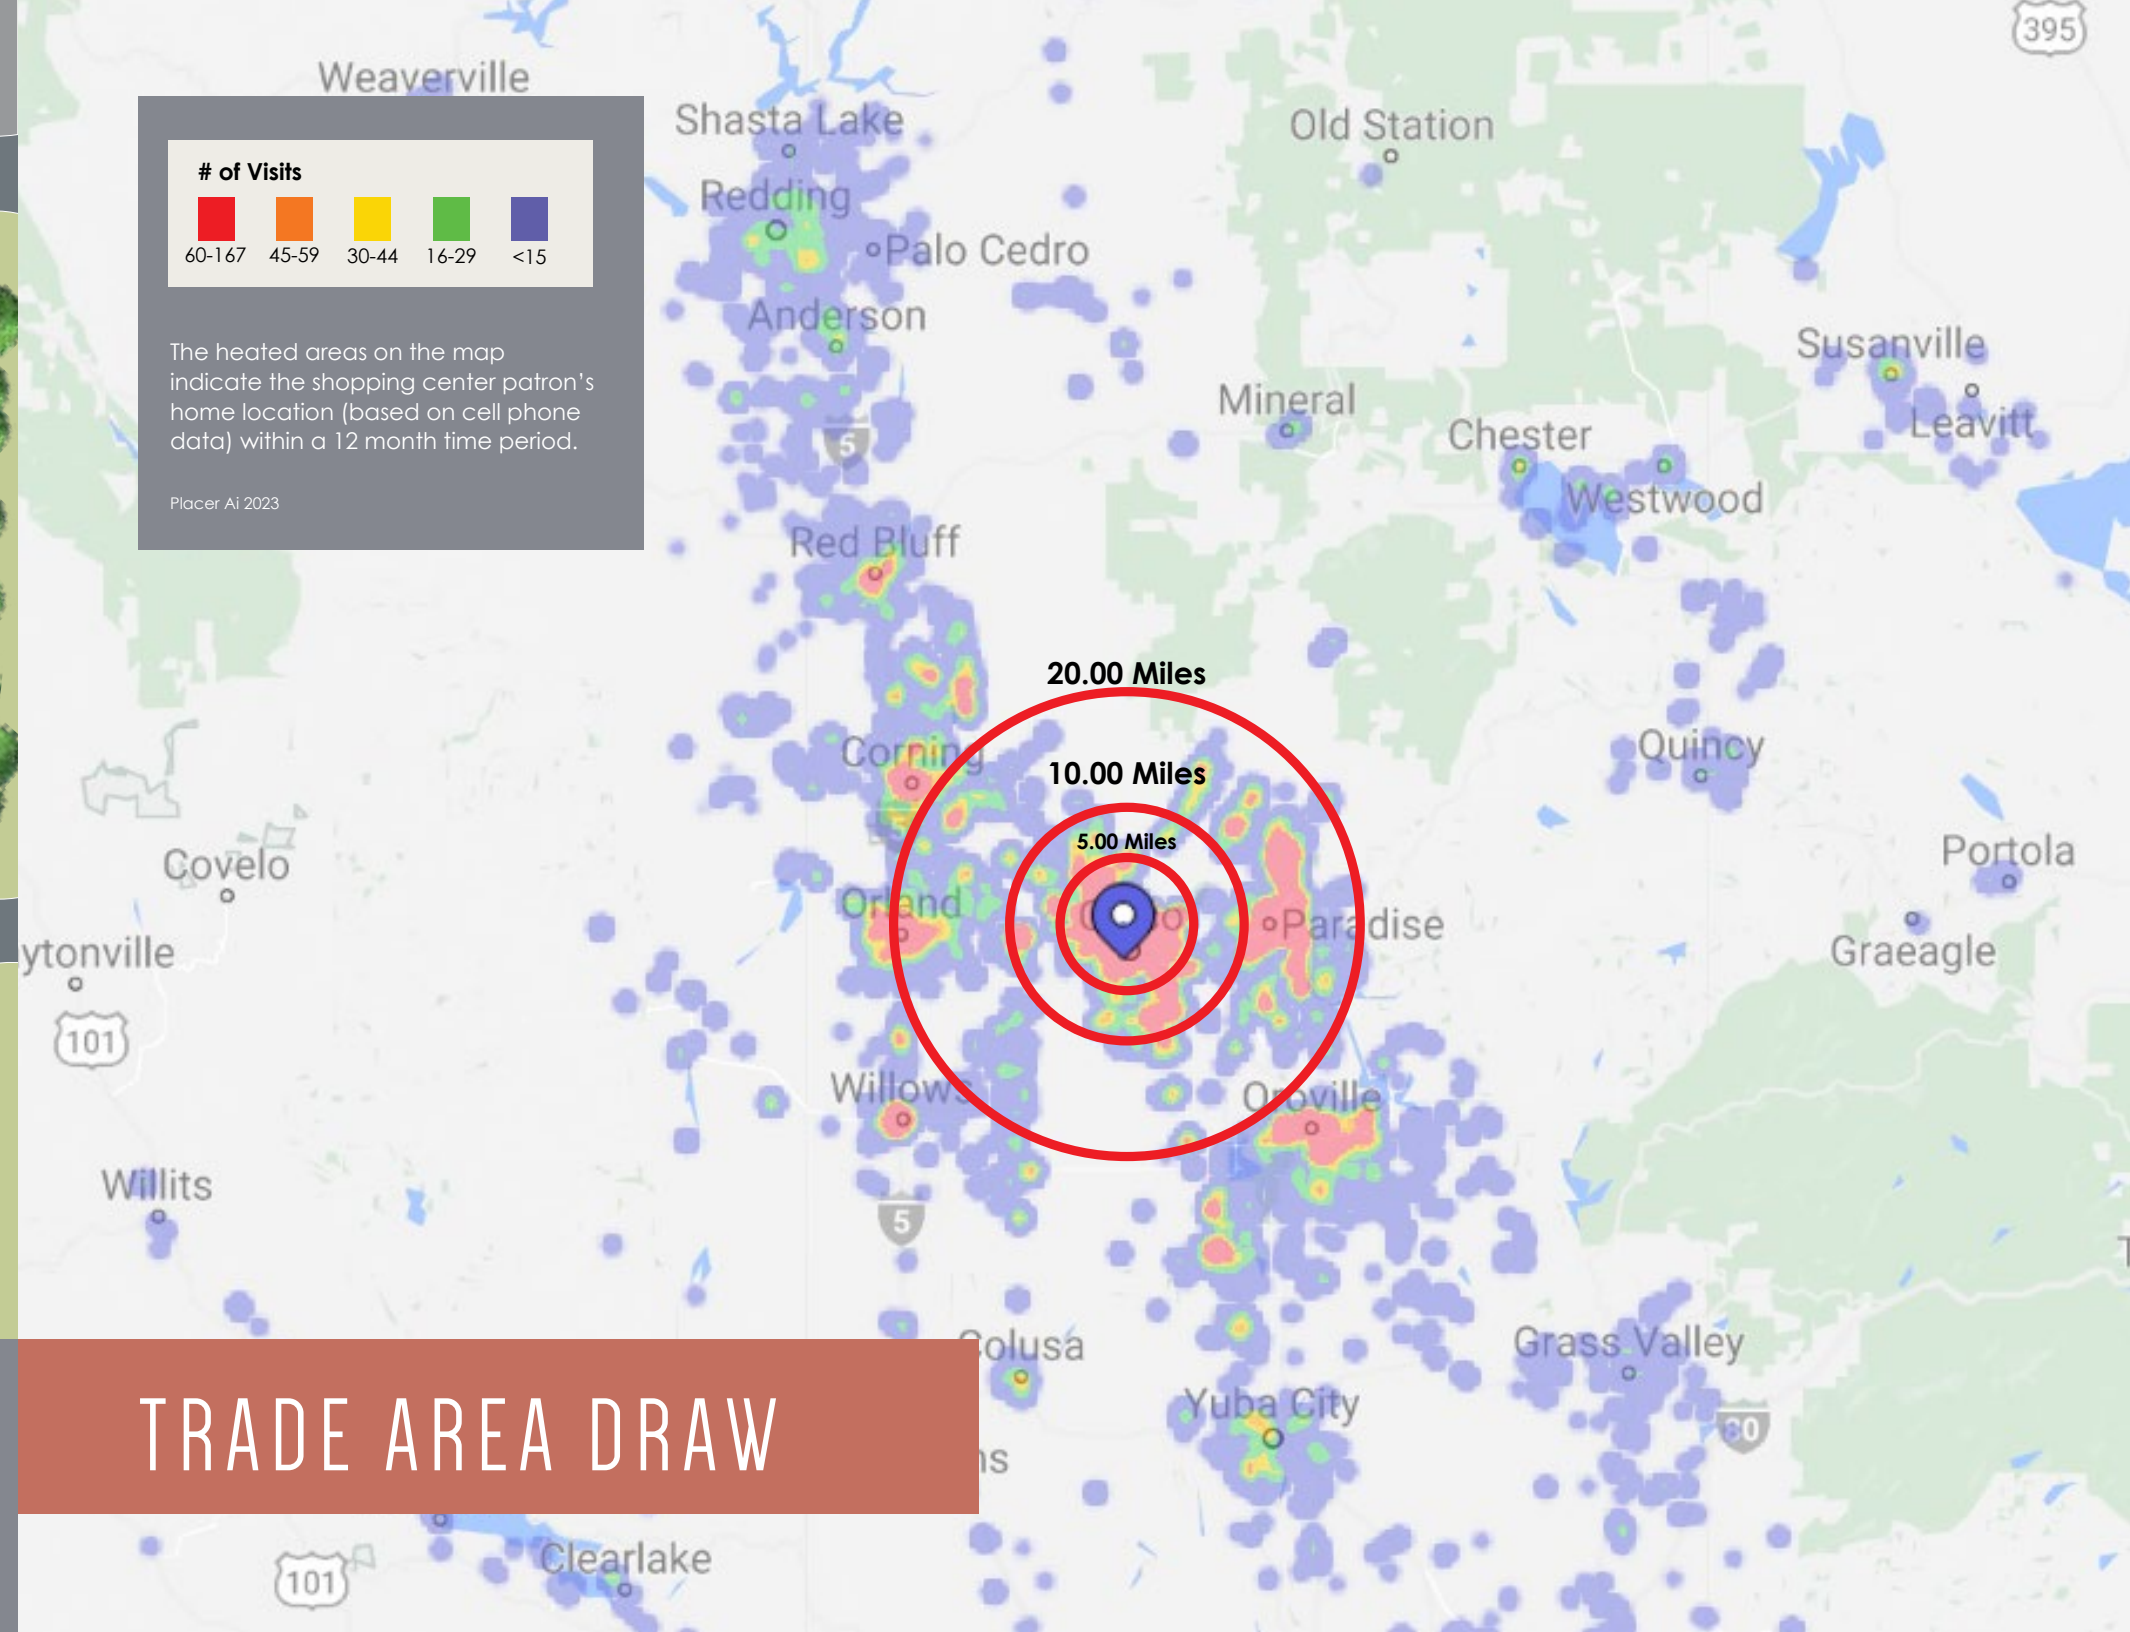 395
Weaverville
Shasta Lake
Old Station
# of Visits
60-167 45-59 30-44 16-29 <15
The heated areas on the map
indicate the shopping center patron's
home location (based on cell phone
data) within a 12 month time period.
Placer Ai 2023
Redding
Palo Cedro
Anderson
Susanville
Mineral
Leavitt
Chester
5
Westwood
Red Bluff
20.00 Miles
Corning
Quincy
10.00 Miles
5.00 Miles
Covelo
Portola
Orland
Paradise
ytonville
Graeagle
101
Willows
Oroville
Willits
5
Colusa
Grass Valley
Yuba City
80
TRADE AREA DRAW
ns
Clearlake
101